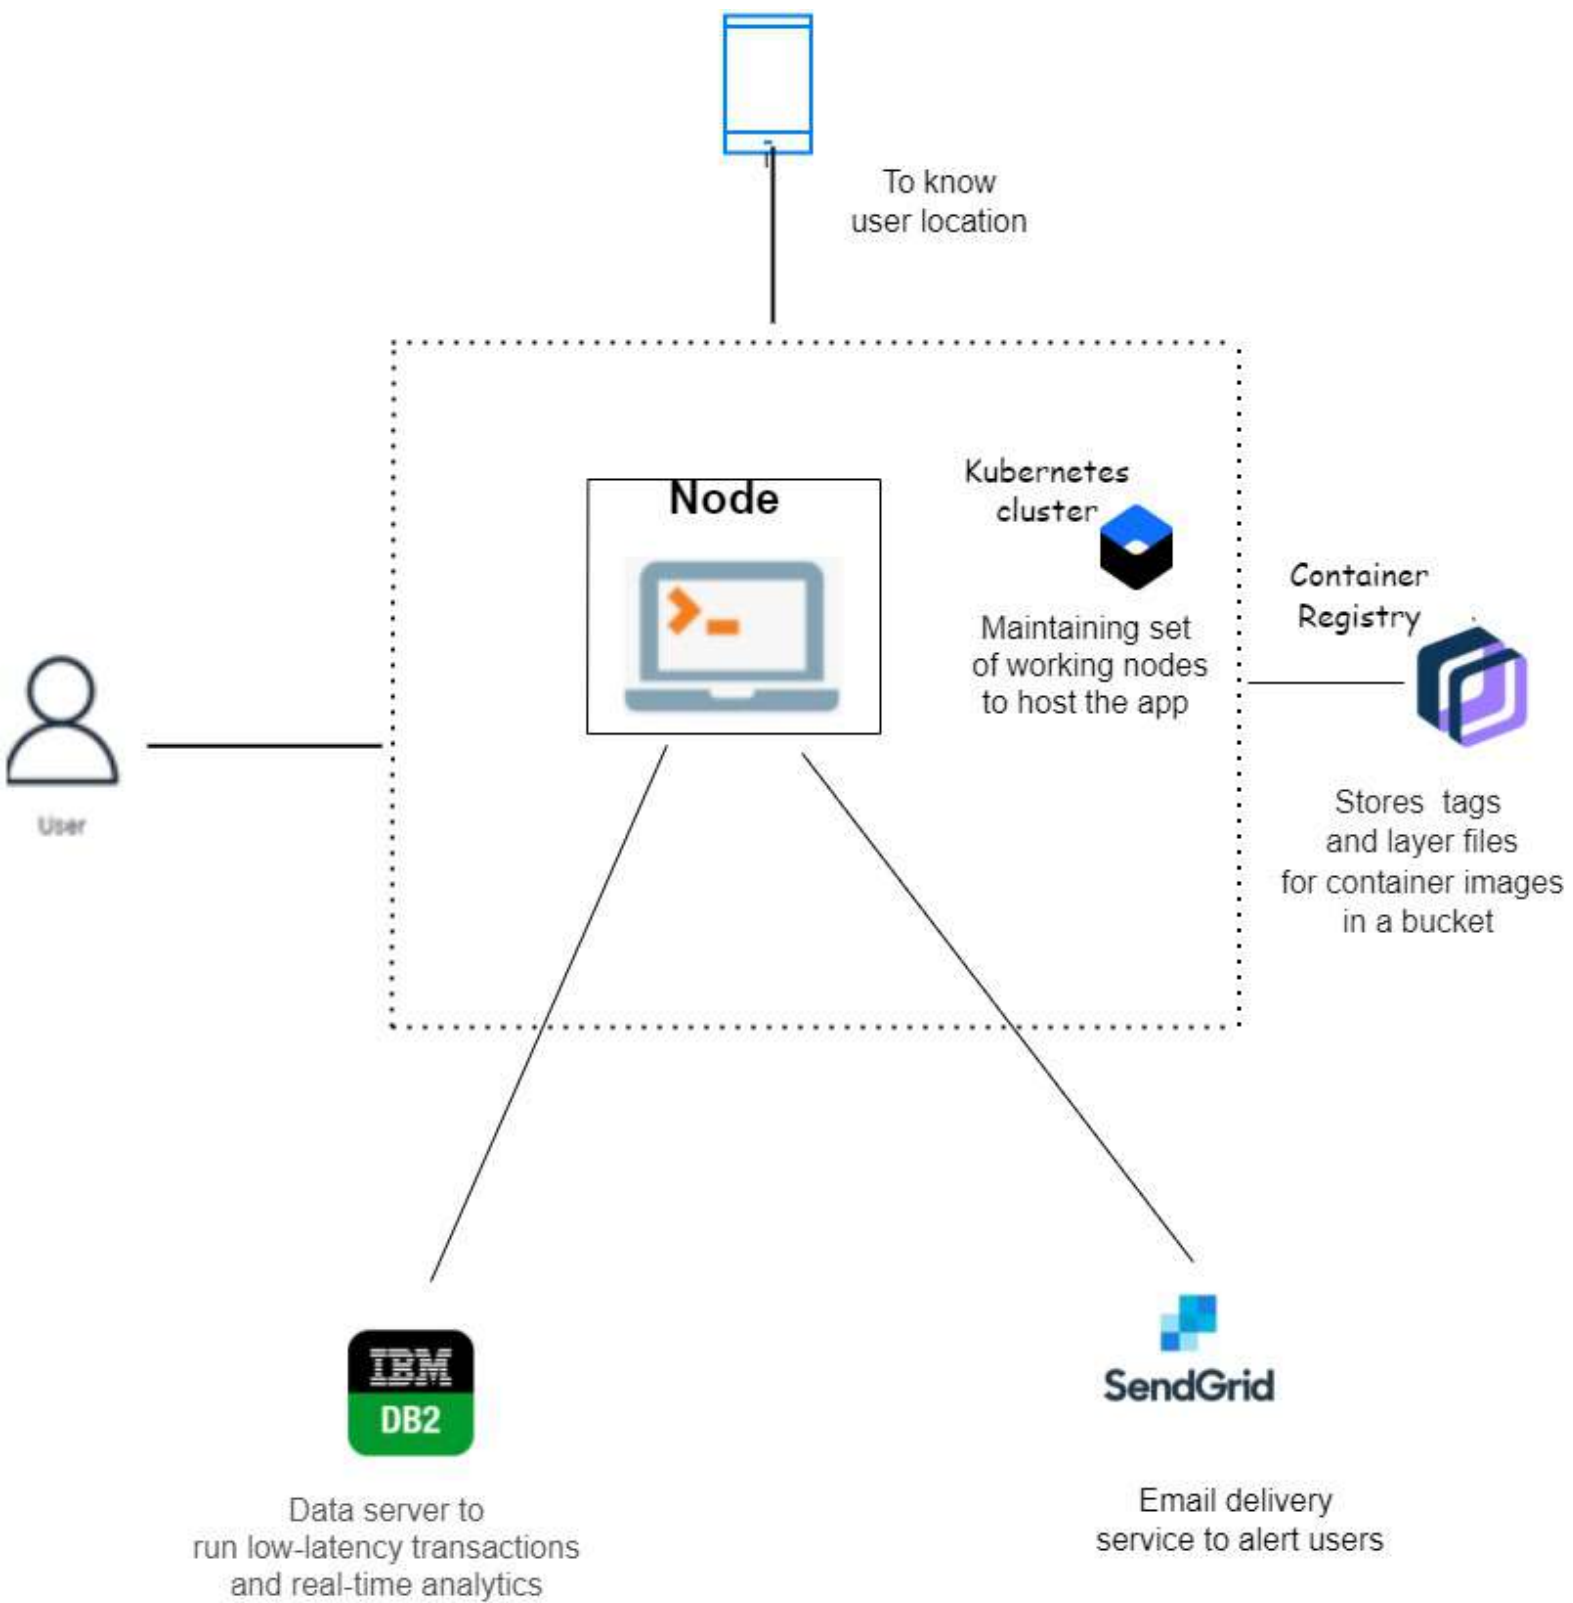 To know
user location
Node
Kubernetes
cluster
Maintaining set
of working nodes
to host the app
Container
Registry
Stores tags
and layer files
for container images
in a bucket
User
IBM
DB2
Data server to
run low-latency transactions
and real-time analytics
SendGrid
Email delivery
service to alert users